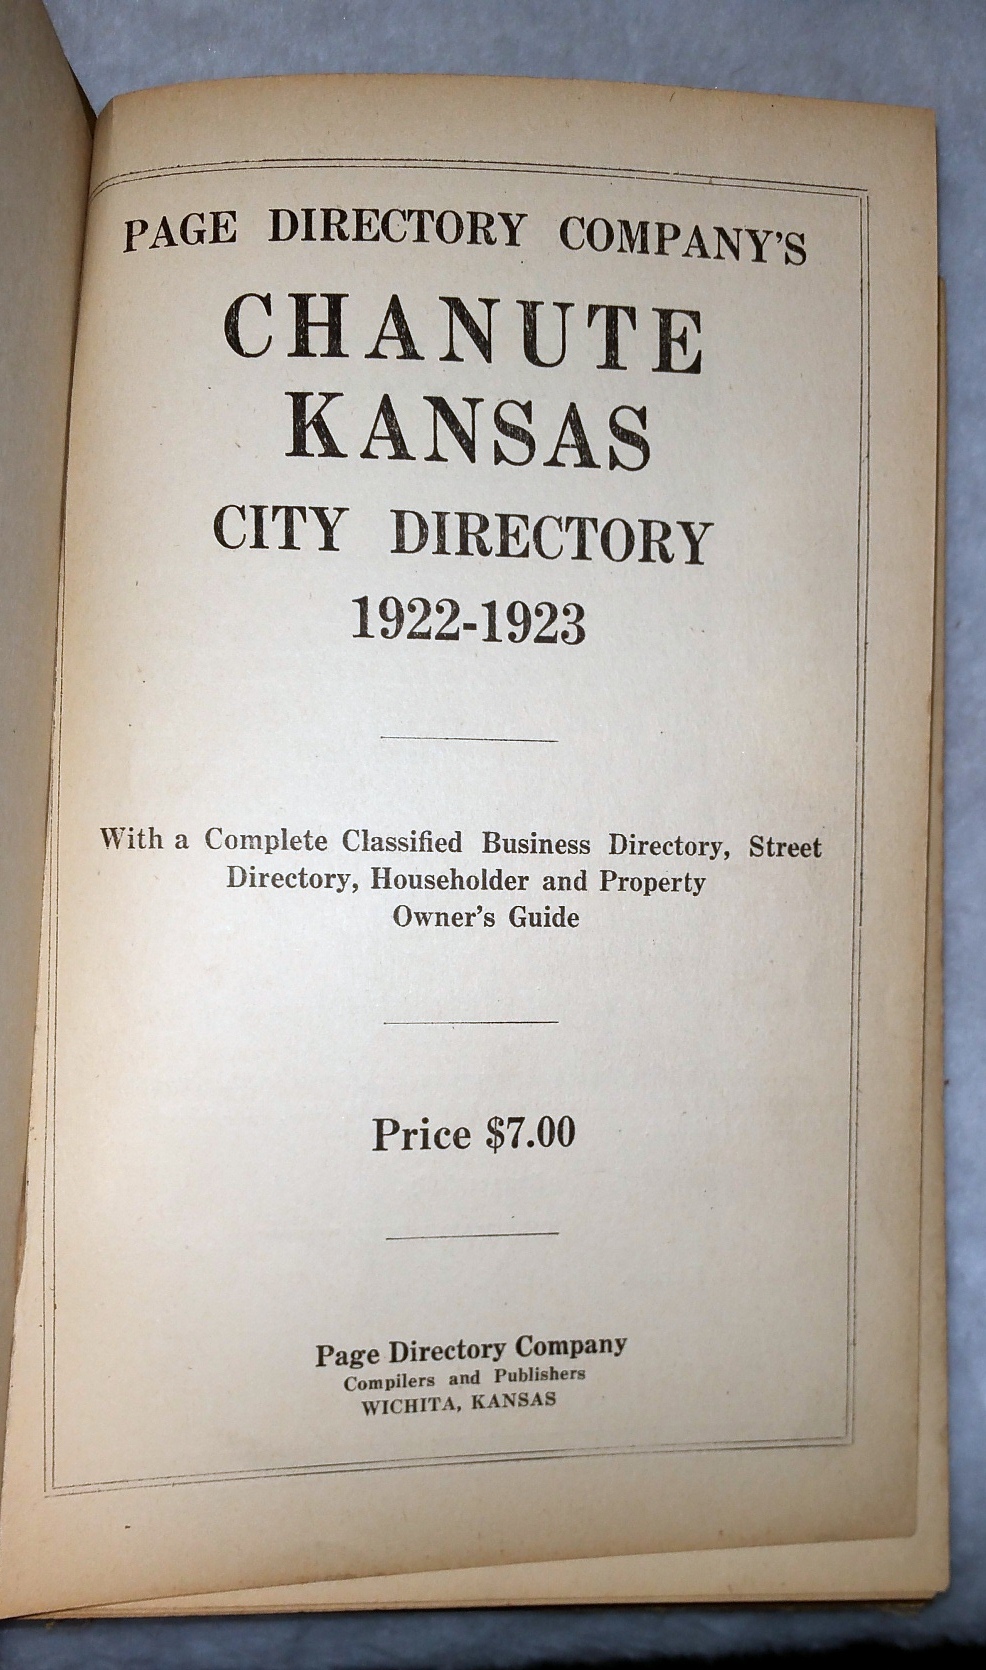 PAGE DIRECTORY COMPANY'S
CHANUTE
KANSAS
CITY DIRECTORY
1922-1923
With a Complete Classified Business Directory, Street
Directory, Householder and Property
Owner's Guide
Price $7.00
Page Directory Company
Compilers and Publishers
WICHITA, KANSAS